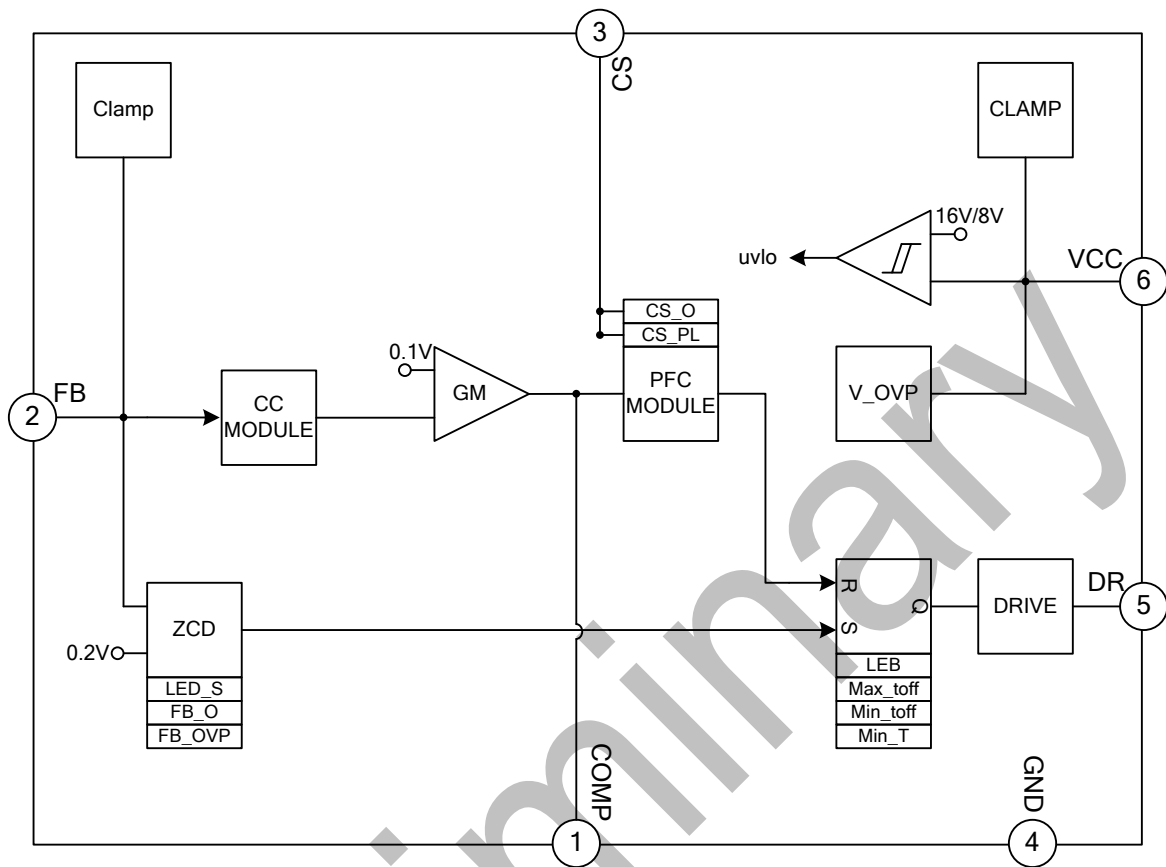 3
CS
Clamp
CLAMP
16V/8V
uvlo
VCC
6
CS_O
CS_PL
0.1V
GM
PFC
MODULE
V_OVP
FB
2
CC
MODULE
R
S
Q
DRIVE
DR
5
ZCD
0.2V
LED_S
FB_O
FB_OVP
LEB
Max_toff
Min_toff
Min_T
COMP
1
GND
4